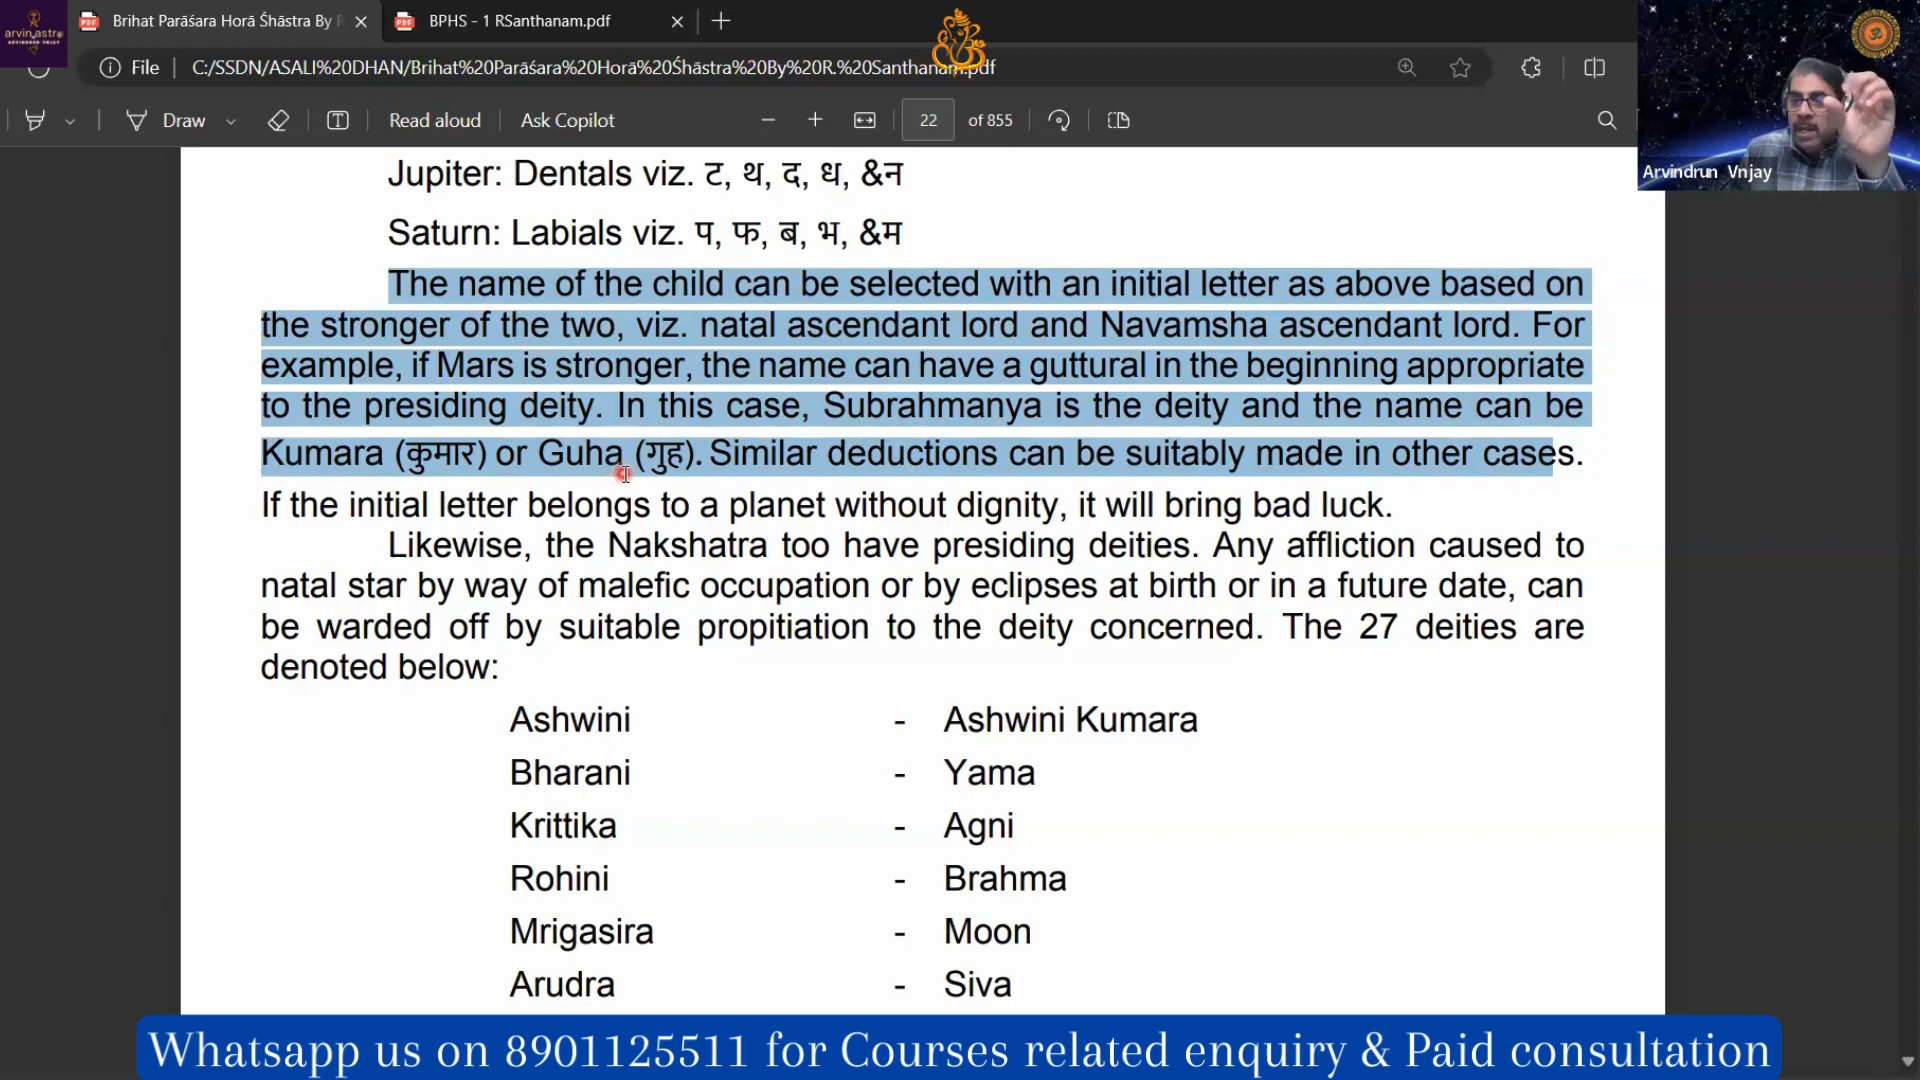 arvinastro
ARVINDRUN VNJAY
Brihat Parāśara Horā Śhāstra By R
BPHS - 1 RSanthanam.pdf
File
C:/SSDN/ASALI%20DHAN/Brihat%20Parāśara%20Horā%20Śhāstra%20By%20R.%20Santhanam.pdf
Draw
Read aloud
Ask Copilot
22
of 855
Arvindrun Vnjay
Jupiter: Dentals viz. ट, थ, द, ध, &न
Saturn: Labials viz. प, फ, ब, भ, &म
The name of the child can be selected with an initial letter as above based on
the stronger of the two, viz. natal ascendant lord and Navamsha ascendant lord. For
example, if Mars is stronger, the name can have a guttural in the beginning appropriate
to the presiding deity. In this case, Subrahmanya is the deity and the name can be
Kumara (कुमार) or Guha (गुह). Similar deductions can be suitably made in other cases.
If the initial letter belongs to a planet without dignity, it will bring bad luck.
Likewise, the Nakshatra too have presiding deities. Any affliction caused to
natal star by way of malefic occupation or by eclipses at birth or in a future date, can
be warded off by suitable propitiation to the deity concerned. The 27 deities are
denoted below:
Ashwini - Ashwini Kumara
Bharani - Yama
Krittika - Agni
Rohini - Brahma
Mrigasira - Moon
Arudra - Siva
Whatsapp us on 8901125511 for Courses related enquiry & Paid consultation